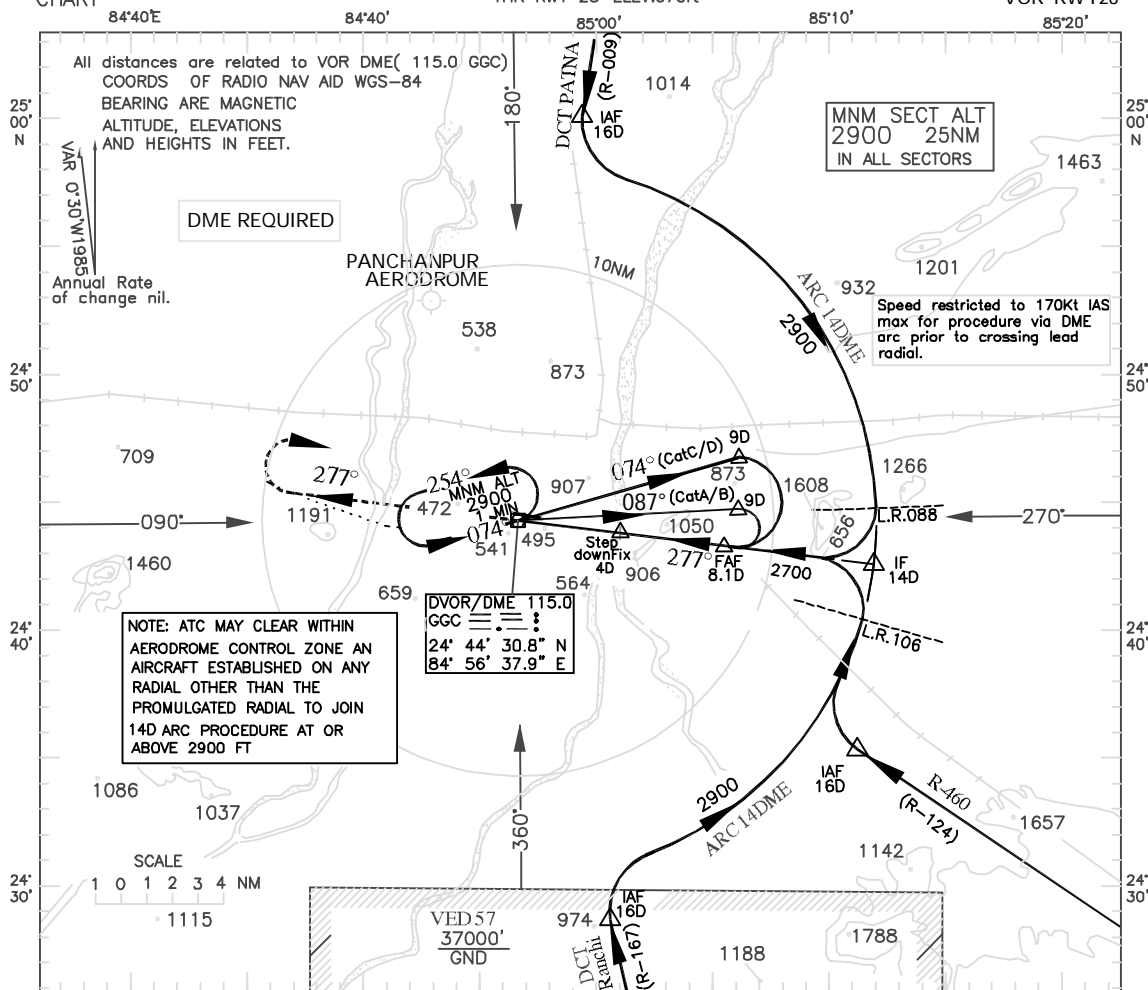 CHART
84°40'E
84°40'
85°00'
85°10'
85°20'
All distances are related to VOR DME( 115.0 GGC)
COORDS OF RADIO NAV AID WGS-84
BEARING ARE MAGNETIC
ALTITUDE, ELEVATIONS
AND HEIGHTS IN FEET.
VAR 0°30'W1985
Annual Rate
of change nil.
DME REQUIRED
180°
DCT PATNA
(R-009)
IAF
16D
1014
MNM SECT ALT
2900 25NM
IN ALL SECTORS
25°
00'
N
25°
00'
N
1463
PANCHANPUR
AERODROME
10NM
1201
932
ARC 14DME
2900
Speed restricted to 170Kt IAS
max for procedure via DME
arc prior to crossing lead
radial.
538
873
24°
50'
24°
50'
709
277°
254°
MNM ALT
2900
1 MIN
074°
472
1191
907
074° (CatC/D)
9D
873
087° (CatA/B)
9D
1608
1266
L.R.088
090°
270°
541
495
1050
Step
downFix
4D
906
277°
FAF
8.1D
2700
656
IF
14D
1460
659
564
L.R.106
DVOR/DME 115.0
GGC
24° 44' 30.8" N
84° 56' 37.9" E
24°
40'
24°
40'
NOTE: ATC MAY CLEAR WITHIN
AERODROME CONTROL ZONE AN
AIRCRAFT ESTABLISHED ON ANY
RADIAL OTHER THAN THE
PROMULGATED RADIAL TO JOIN
14D ARC PROCEDURE AT OR
ABOVE 2900 FT
IAF
16D
R-460
(R-124)
1086
1037
2900
ARC 14DME
1657
1142
360°
SCALE
1 0 1 2 3 4 NM
1115
24°
30'
24°
30'
VED 57
37000'
GND
974
IAF
16D
DCT
Ranchi
(R-167)
1188
1788